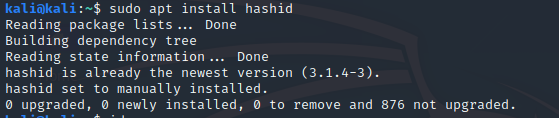 kali@kali:~$ sudo apt install hashid
Reading package lists... Done
Building dependency tree
Reading state information... Done
hashid is already the newest version (3.1.4-3).
hashid set to manually installed.
0 upgraded, 0 newly installed, 0 to remove and 876 not upgraded.